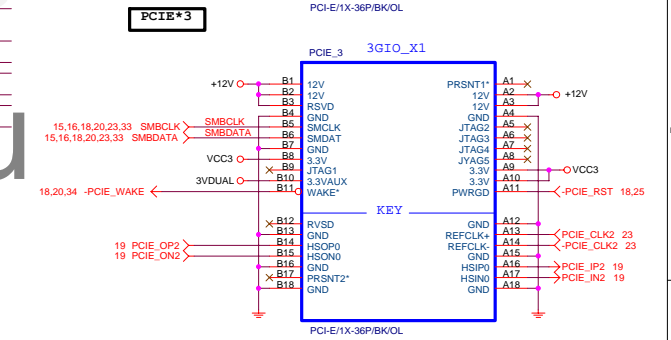 PCI-E/1X-36P/BK/OL
PCIE*3
PCIE_3 3GIO_X1
+12V B1 12V PRSNT1* A1
B2 12V 12V A2 +12V
B3 RSVD 12V A3
B4 GND GND A4
15,16,18,20,23,33 SMBCLK SMBCLK B5 SMCLK JTAG2 A5
15,16,18,20,23,33 SMBDATA SMBDATA B6 SMDAT JTAG3 A6
B7 GND JTAG4 A7
VCC3 B8 3.3V JYAG5 A8
B9 JTAG1 3.3V A9 VCC3
3VDUAL B10 3.3VAUX 3.3V A10
18,20,34 -PCIE_WAKE B11 WAKE* PWRGD A11 -PCIE_RST 18,25
KEY
B12 RVSD GND A12
B13 GND REFCLK+ A13 PCIE_CLK2 23
19 PCIE_OP2 B14 HSOP0 REFCLK- A14 -PCIE_CLK2 23
19 PCIE_ON2 B15 HSON0 GND A15
B16 GND HSIP0 A16 PCIE_IP2 19
B17 PRSNT2* HSIN0 A17 PCIE_IN2 19
B18 GND GND A18
PCI-E/1X-36P/BK/OL